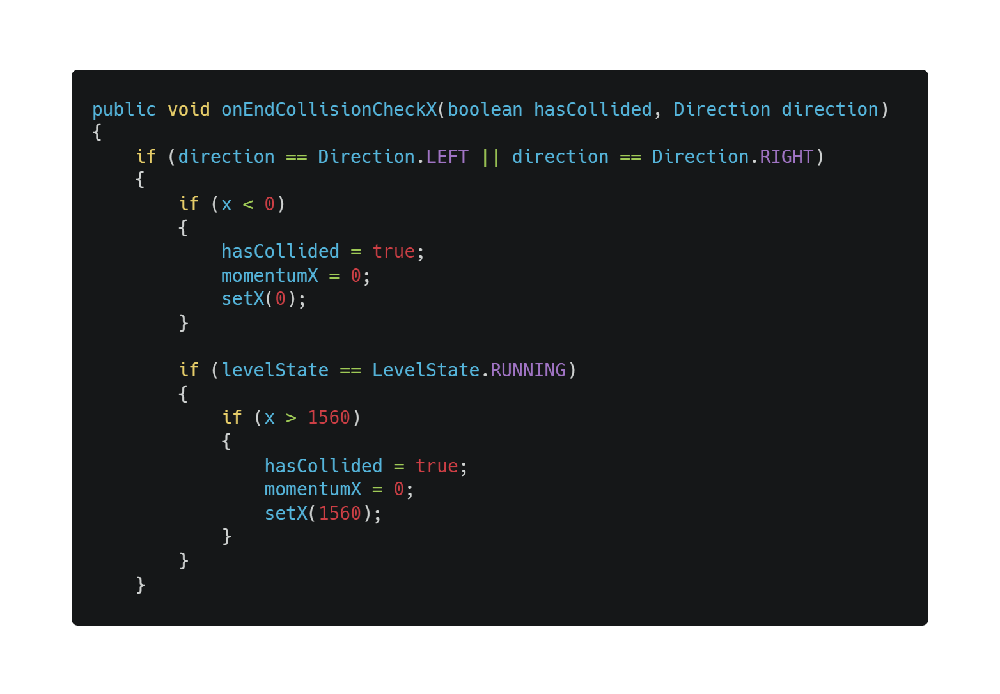 public void onEndCollisionCheckX(boolean hasCollided, Direction direction)
{
    if (direction == Direction.LEFT || direction == Direction.RIGHT)
    {
        if (x < 0)
        {
            hasCollided = true;
            momentumX = 0;
            setX(0);
        }

        if (levelState == LevelState.RUNNING)
        {
            if (x > 1560)
            {
                hasCollided = true;
                momentumX = 0;
                setX(1560);
            }
        }
    }